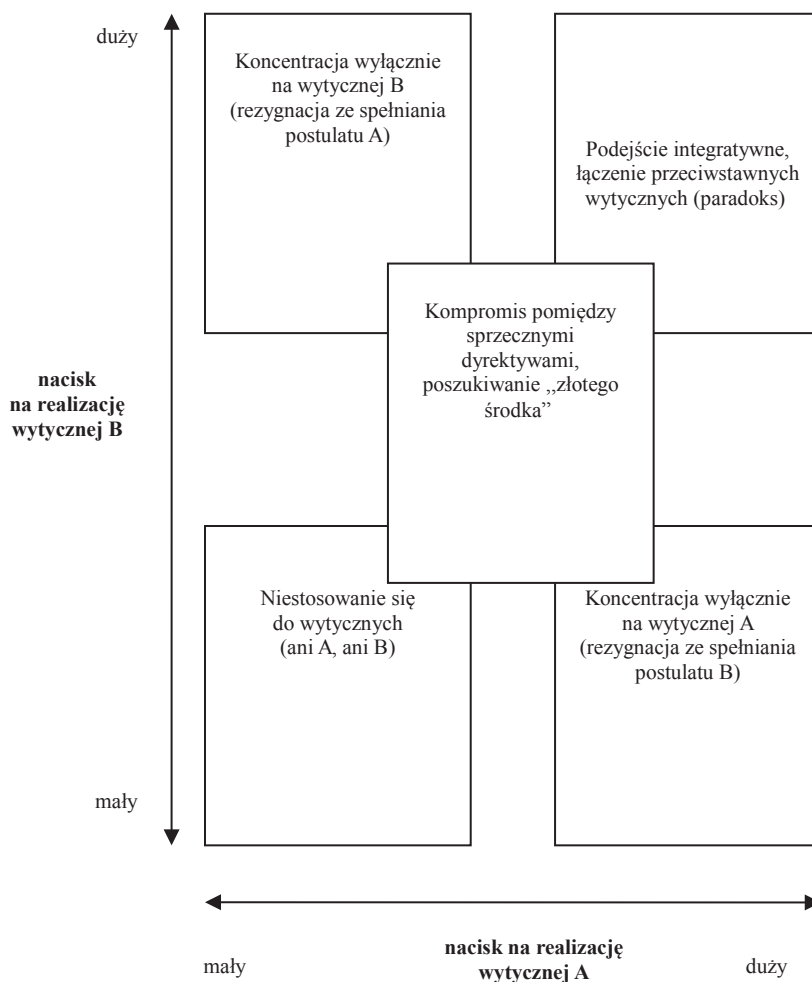 duży
Koncentracja wyłącznie
na wytycznej B
(rezygnacja ze spełniania
postulatu A)
Podejście integratywne,
łączenie przeciwstawnych
wytycznych (paradoks)
Kompromis pomiędzy
sprzecznymi
dyrektywami,
poszukiwanie ,,złotego
środka”
nacisk
na realizację
wytycznej B
Niestosowanie się
do wytycznych
(ani A, ani B)
Koncentracja wyłącznie
na wytycznej A
(rezygnacja ze spełniania
postulatu B)
mały
mały
nacisk na realizację
wytycznej A
duży